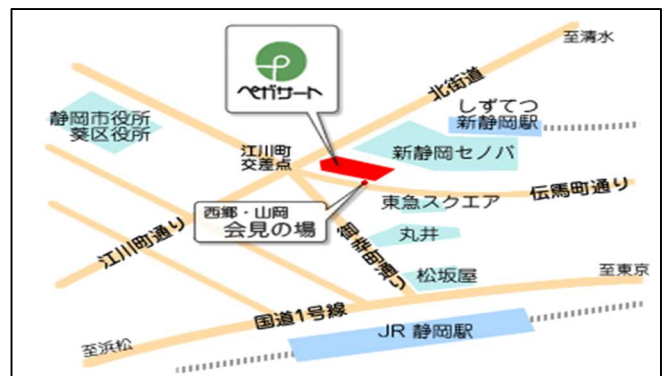 至清水
北街道
ペガサート
しずてつ
新静岡駅
静岡市役所
葵区役所
江川町
交差点
新静岡セノバ
伝馬町通り
東急スクエア
西郷・山岡
会見の場
丸井
御幸町通り
江川町通り
松坂屋
至東京
国道1号線
JR 静岡駅
至浜松